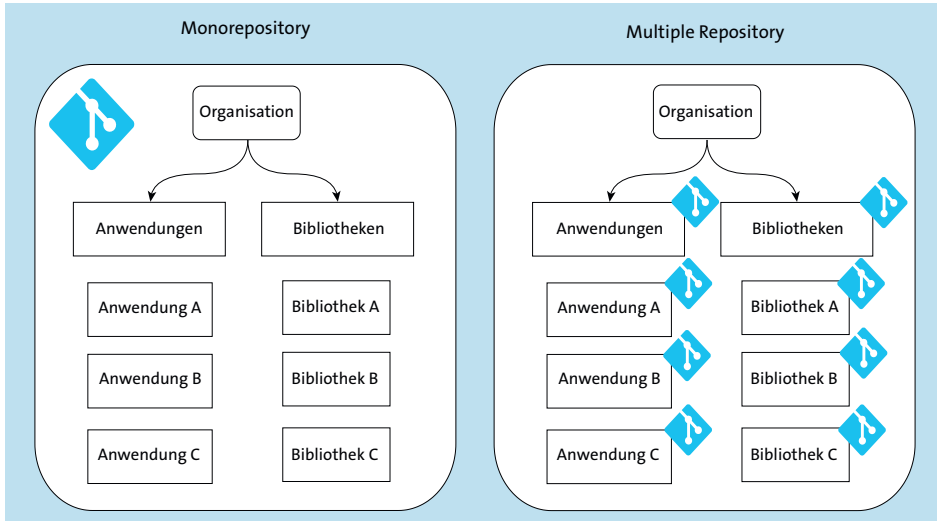 Monorepository
Organisation
Anwendungen
Bibliotheken
Anwendung A
Bibliothek A
Anwendung B
Bibliothek B
Anwendung C
Bibliothek C
Multiple Repository
Organisation
Anwendungen
Bibliotheken
Anwendung A
Bibliothek A
Anwendung B
Bibliothek B
Anwendung C
Bibliothek C